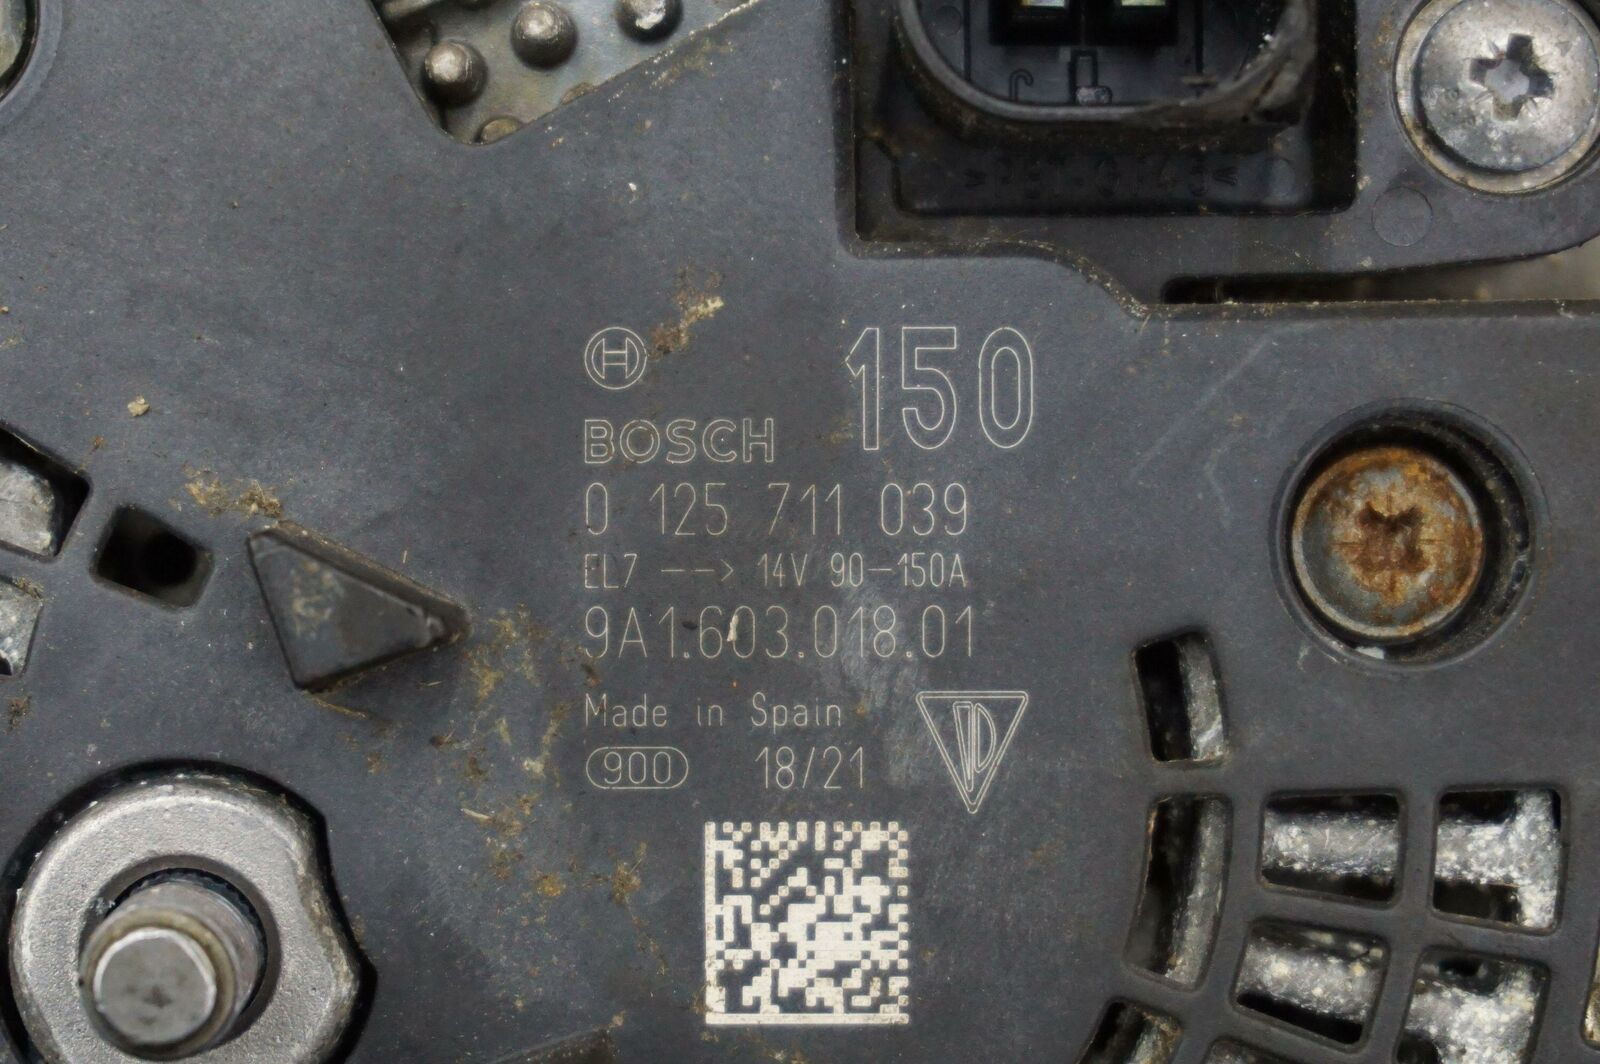 150
BOSCH
0 125 711 039
EL7 --> 14V 90-150A
9A1.603.018.01
Made in Spain
900 18/21